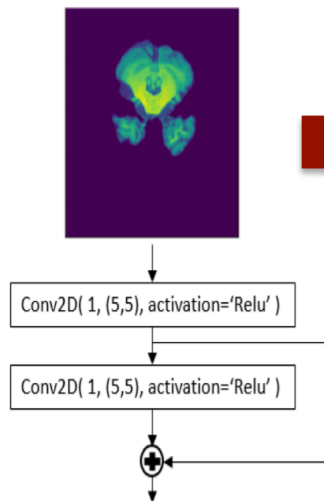 Conv2D( 1, (5,5), activation=‘Relu’ )
Conv2D( 1, (5,5), activation=‘Relu’ )